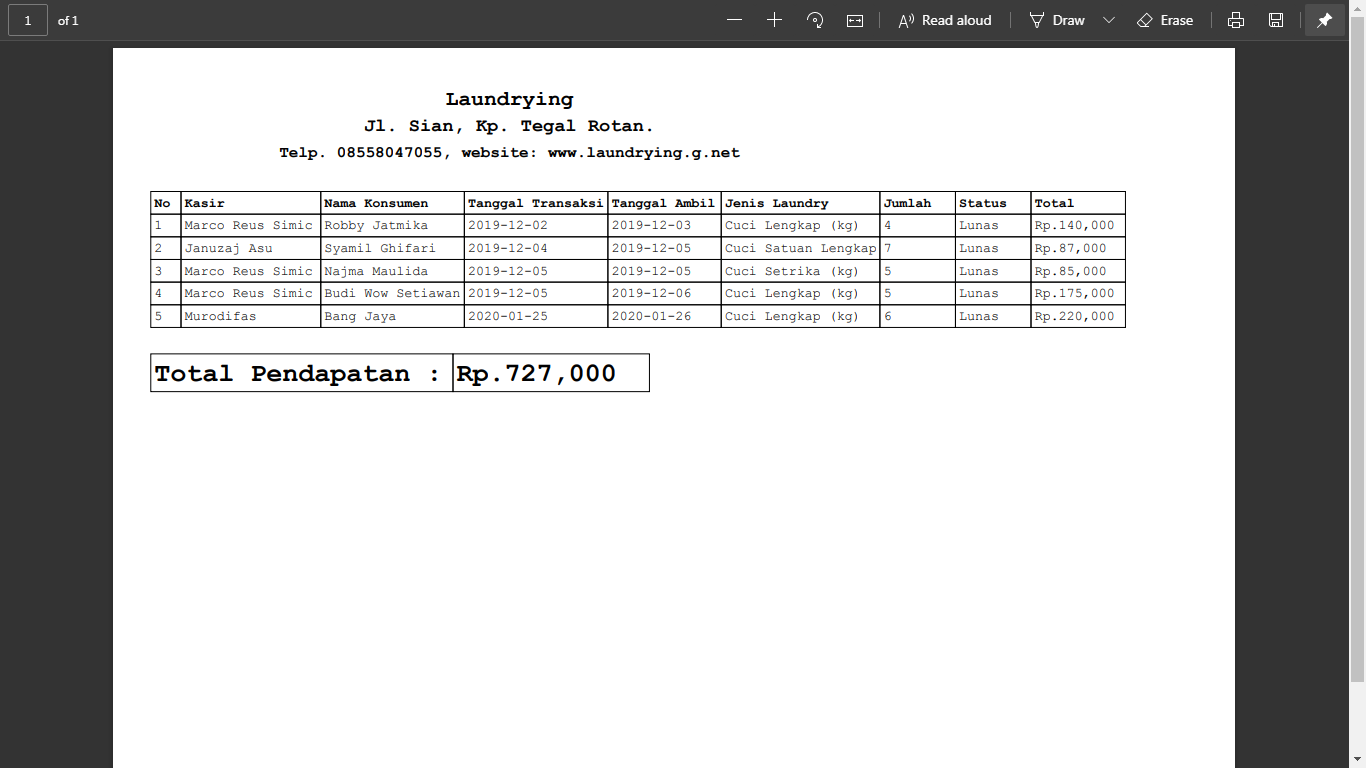 1 of 1 Read aloud Draw Erase
Laundrying
Jl. Sian, Kp. Tegal Rotan.
Telp. 08558047055, website: www.laundrying.g.net
No Kasir Nama Konsumen Tanggal Transaksi Tanggal Ambil Jenis Laundry Jumlah Status Total
1 Marco Reus Simic Robby Jatmika 2019-12-02 2019-12-03 Cuci Lengkap (kg) 4 Lunas Rp.140,000
2 Januzaj Asu Syamil Ghifari 2019-12-04 2019-12-05 Cuci Satuan Lengkap 7 Lunas Rp.87,000
3 Marco Reus Simic Najma Maulida 2019-12-05 2019-12-05 Cuci Setrika (kg) 5 Lunas Rp.85,000
4 Marco Reus Simic Budi Wow Setiawan 2019-12-05 2019-12-06 Cuci Lengkap (kg) 5 Lunas Rp.175,000
5 Murodifas Bang Jaya 2020-01-25 2020-01-26 Cuci Lengkap (kg) 6 Lunas Rp.220,000
Total Pendapatan : Rp.727,000